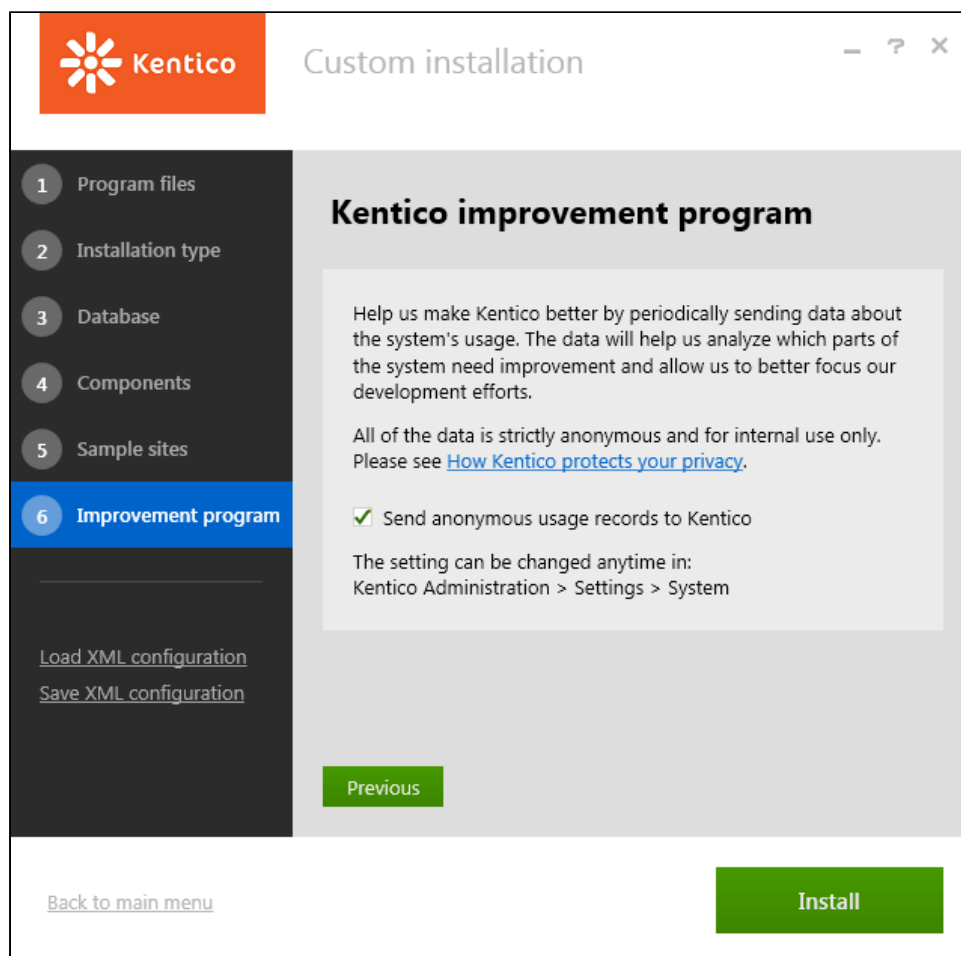 Kentico
Custom installation
1 Program files
2 Installation type
3 Database
4 Components
5 Sample sites
6 Improvement program
Load XML configuration
Save XML configuration
Kentico improvement program
Help us make Kentico better by periodically sending data about
the system's usage. The data will help us analyze which parts of
the system need improvement and allow us to better focus our
development efforts.
All of the data is strictly anonymous and for internal use only.
Please see How Kentico protects your privacy.
Send anonymous usage records to Kentico
The setting can be changed anytime in:
Kentico Administration > Settings > System
Previous
Back to main menu
Install